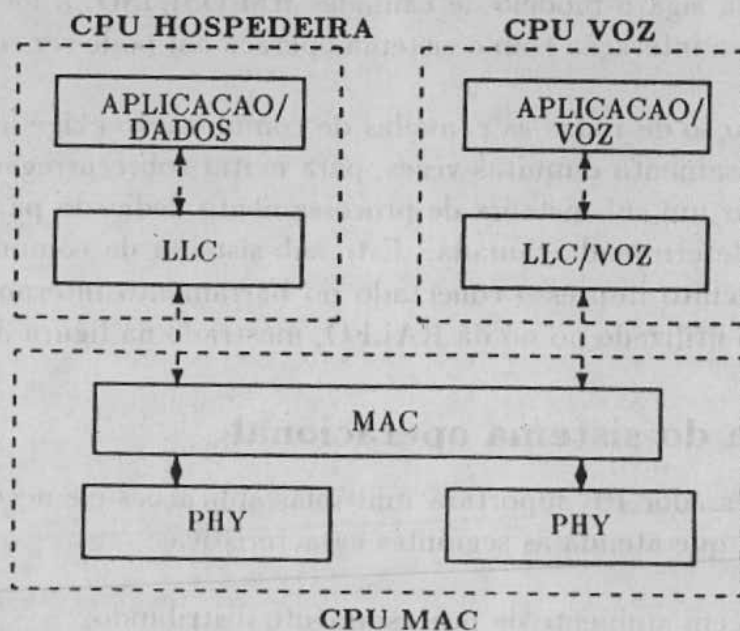 CPU HOSPEDEIRA
CPU VOZ
APLICACAO/
DADOS
APLICACAO/
VOZ
LLC
LLC/VOZ
MAC
PHY
PHY
CPU MAC